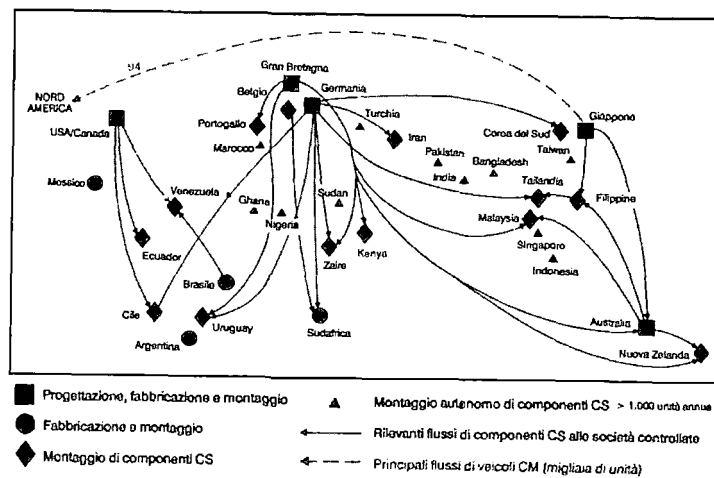 94
NORD
AMERICA
USA/Canada
Messico
Venezuela
Ecuador
Brasile
Cile
Uruguay
Argentina
Gran Bretagna
Belgio
Germania
Portogallo
Marocco
Turchia
Iran
Ghana
Nigeria
Sudan
Zaire
Kenya
Sudafrica
Pakistan
India
Bangladesh
Corea del Sud
Giappone
Taiwan
Tailandia
Filippine
Malaysia
Singapore
Indonesia
Australia
Nuova Zelanda
Progettazione, fabbricazione e montaggio
Fabbricazione e montaggio
Montaggio di componenti CS
Montaggio autonomo di componenti CS > 1.000 unità annue
Rilevanti flussi di componenti CS alle società controllate
Principali flussi di veicoli CM (migliaia di unità)